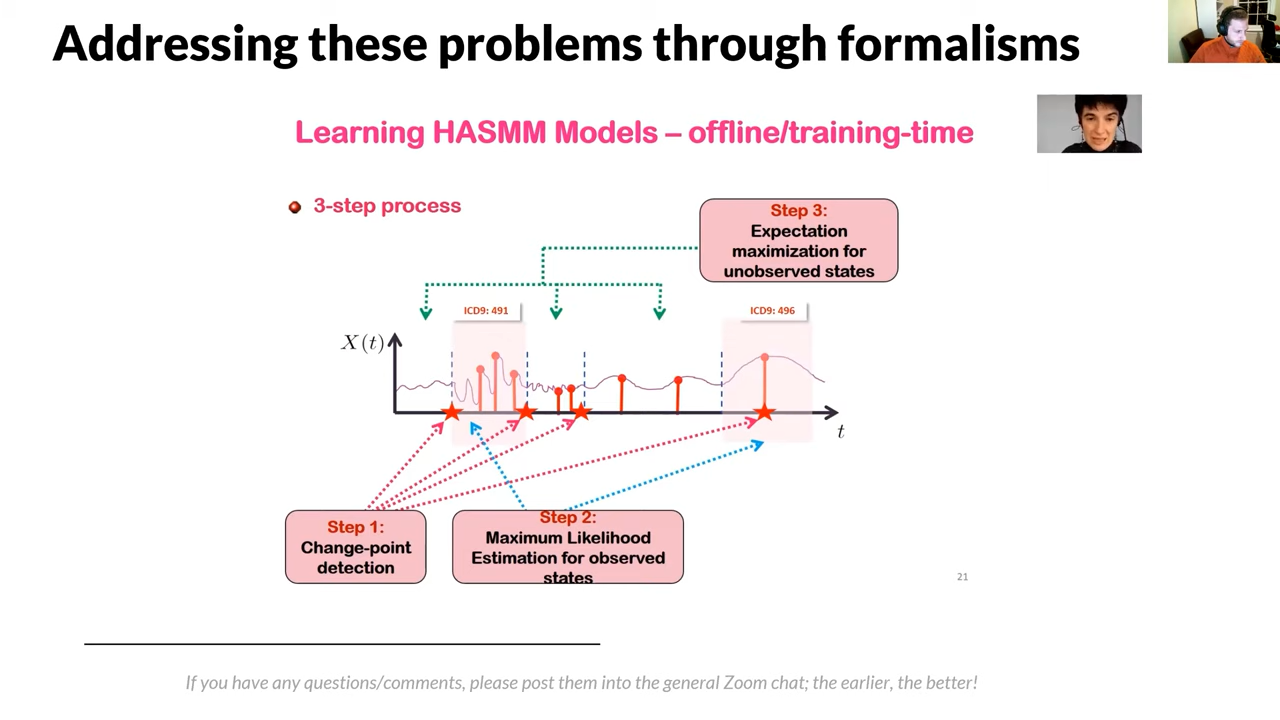 Addressing these problems through formalisms
Learning HASMM Models – offline/training-time
3-step process
Step 3:
Expectation
maximization for
unobserved states
ICD9: 491
ICD9: 496
X(t)
t
Step 1:
Change-point
detection
Step 2:
Maximum Likelihood
Estimation for observed
states
21
If you have any questions/comments, please post them into the general Zoom chat; the earlier, the better!